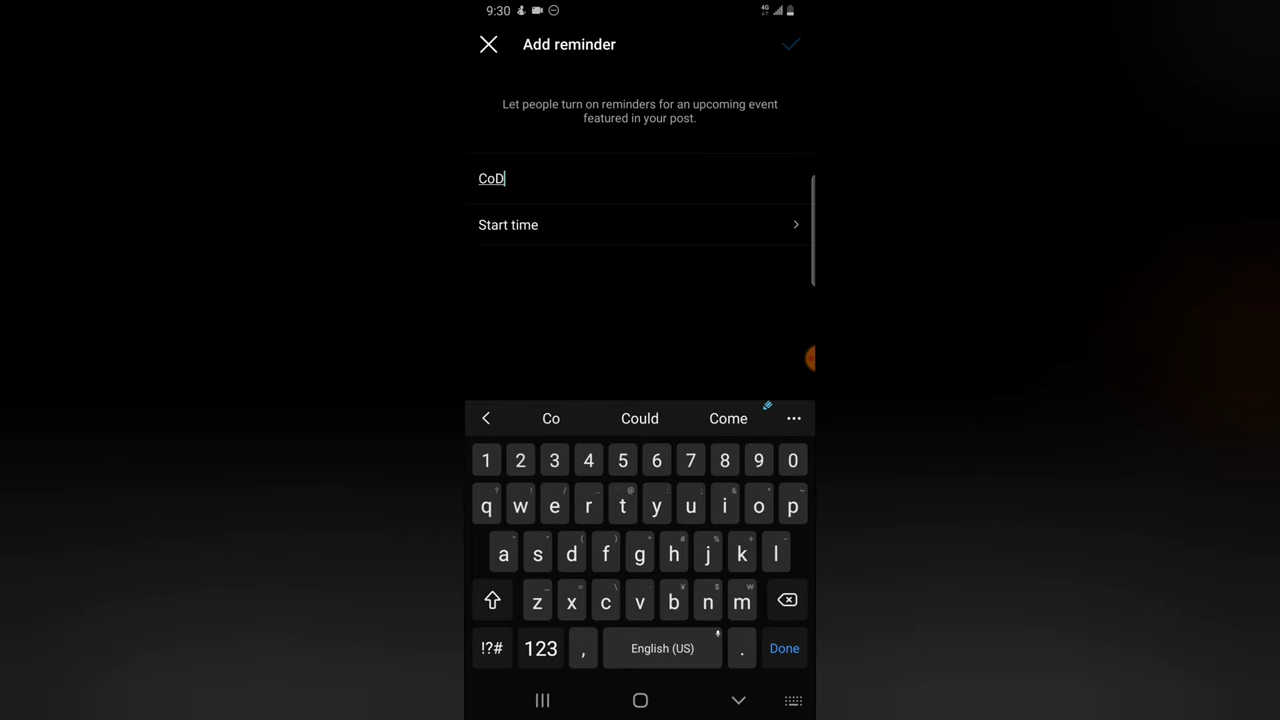 9:30 4G
Add reminder
Let people turn on reminders for an upcoming event
featured in your post.
CoD
Start time
Co Could Come
1 2 3 4 5 6 7 8 9 0
q w e r t y u i o p
a s d f g h j k l
z x c v b n m
!?# 123 , English (US) . Done